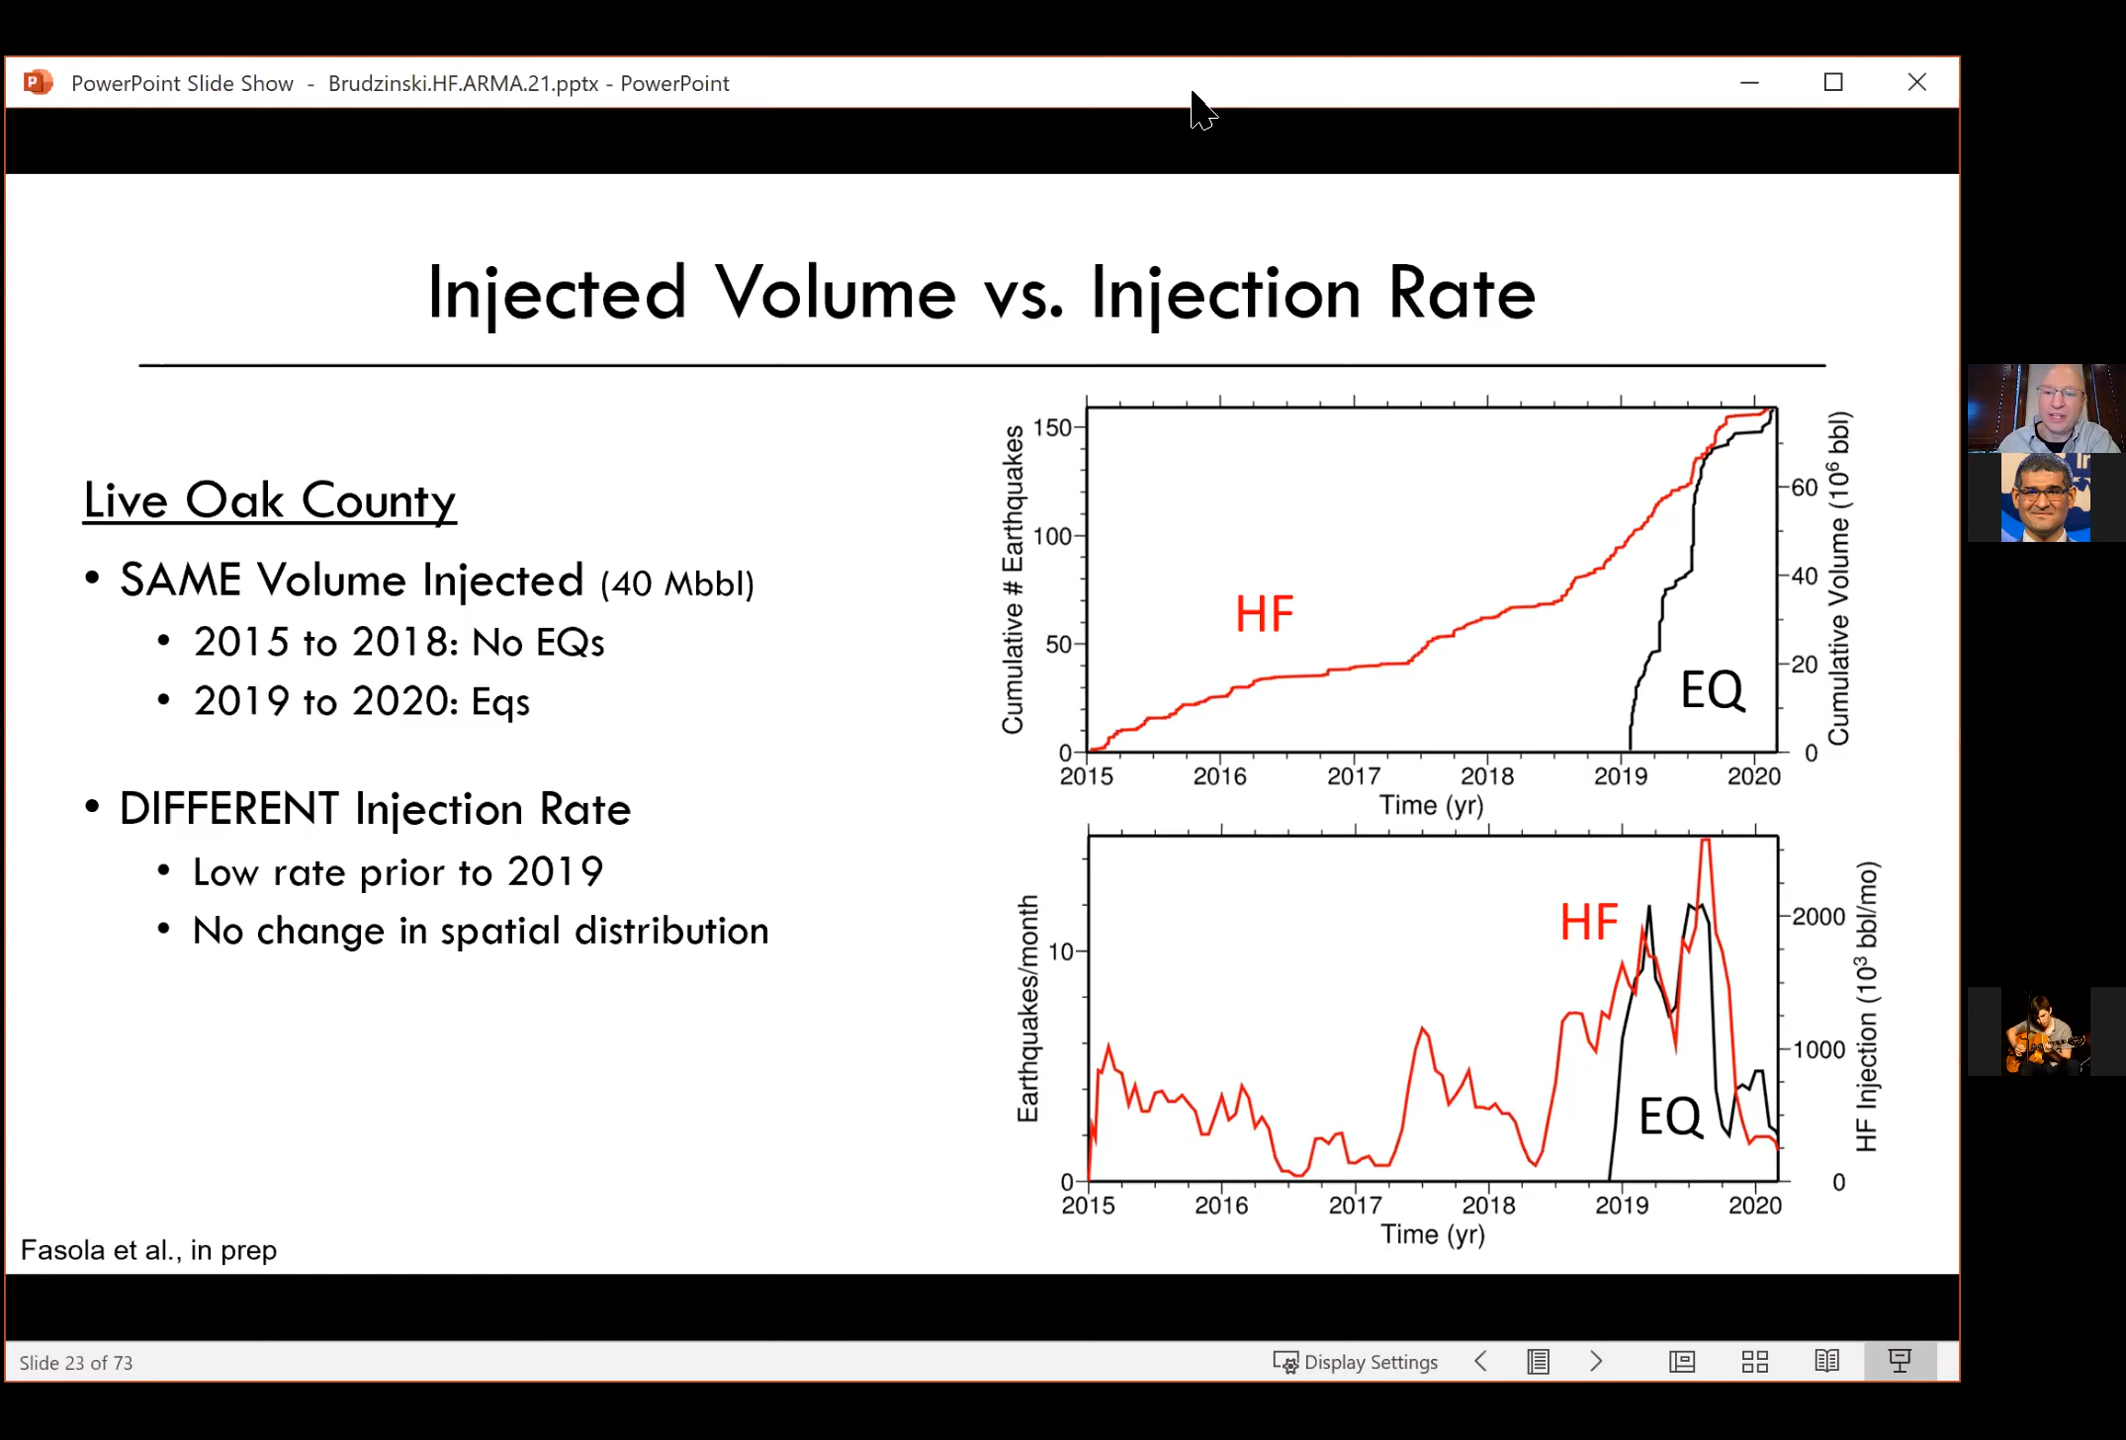 PowerPoint Slide Show - Brudzinski.HF.ARMA.21.pptx - PowerPoint
Injected Volume vs. Injection Rate
Live Oak County
• SAME Volume Injected (40 Mbbl)
• 2015 to 2018: No EQs
• 2019 to 2020: Eqs
• DIFFERENT Injection Rate
• Low rate prior to 2019
• No change in spatial distribution
Fasola et al., in prep
Cumulative # Earthquakes
150
100
50
0
HF
EQ
60
40
20
0
Cumulative Volume (10⁶ bbl)
2015 2016 2017 2018 2019 2020
Time (yr)
Earthquakes/month
10
0
HF
EQ
2000
1000
0
HF Injection (10³ bbl/mo)
2015 2016 2017 2018 2019 2020
Time (yr)
Slide 23 of 73
Display Settings